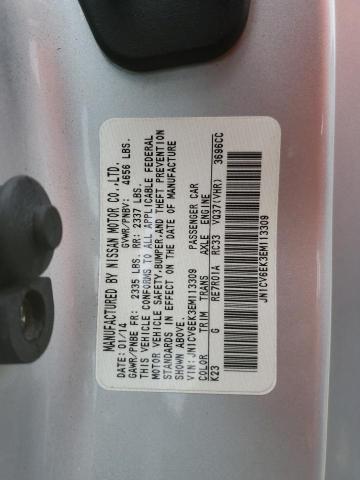 MANUFACTURED BY NISSAN MOTOR CO.,LTD.
DATE: 01/14 GVWR/PNBV: 4656 LBS.
GAWR/PNBE FR: 2335 LBS. RR: 2337 LBS.
THIS VEHICLE CONFORMS TO ALL APPLICABLE FEDERAL
MOTOR VEHICLE SAFETY,BUMPER,AND THEFT PREVENTION
STANDARDS IN EFFECT ON THE DATE OF MANUFACTURE
SHOWN ABOVE.
VIN: JN1CV6EK3EM113309 PASSENGER CAR
COLOR TRIM TRANS AXLE ENGINE
K23 G RE7R01A RC33 VQ37(VHR) 3696CC
JN1CV6EK3EM113309